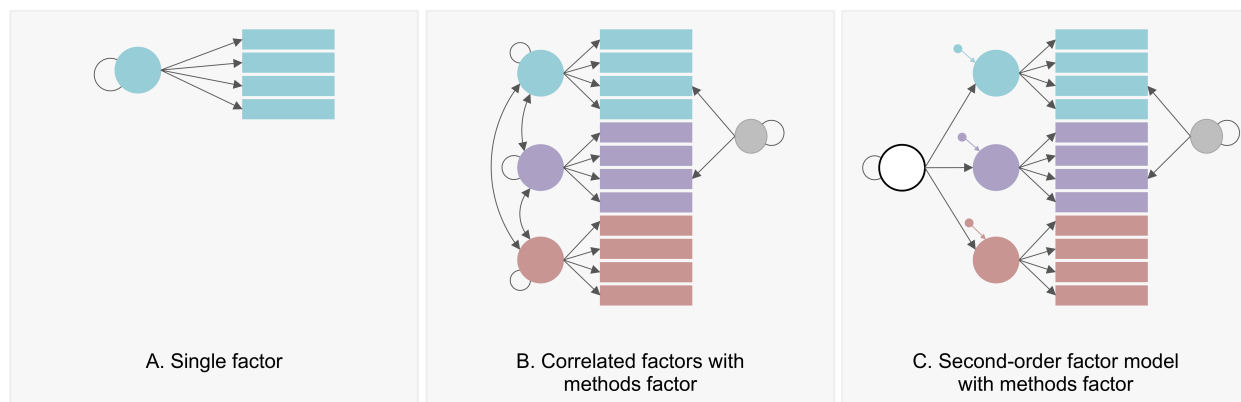 A. Single factor
B. Correlated factors with
methods factor
C. Second-order factor model
with methods factor